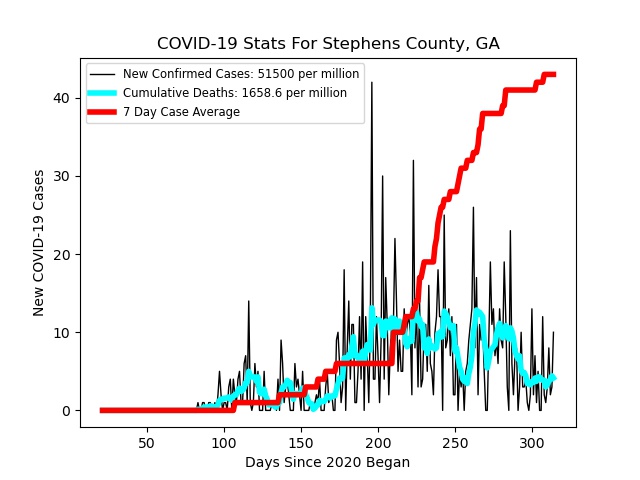 COVID-19 Stats For Stephens County, GA
New Confirmed Cases: 51500 per million
Cumulative Deaths: 1658.6 per million
7 Day Case Average
New COVID-19 Cases
40
30
20
10
0
50 100 150 200 250 300
Days Since 2020 Began